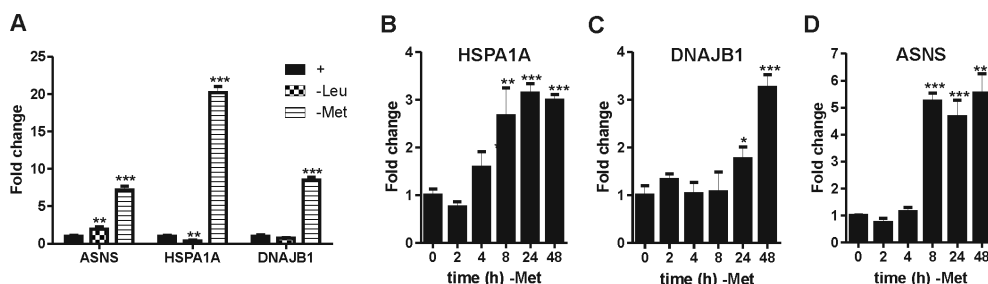 A
Fold change
25
20
15
10
5
0
***
**
***
**
***
ASNS HSPA1A DNAJB1
+
-Leu
-Met
B
HSPA1A
Fold change
4
3
2
1
0
** *** ***
0 2 4 8 24 48
time (h) -Met
C
DNAJB1
Fold change
4
3
2
1
0
* ***
0 2 4 8 24 48
time (h) -Met
D
ASNS
Fold change
7
6
5
4
3
2
1
0
*** ***
0 2 4 8 24 48
time (h) -Met